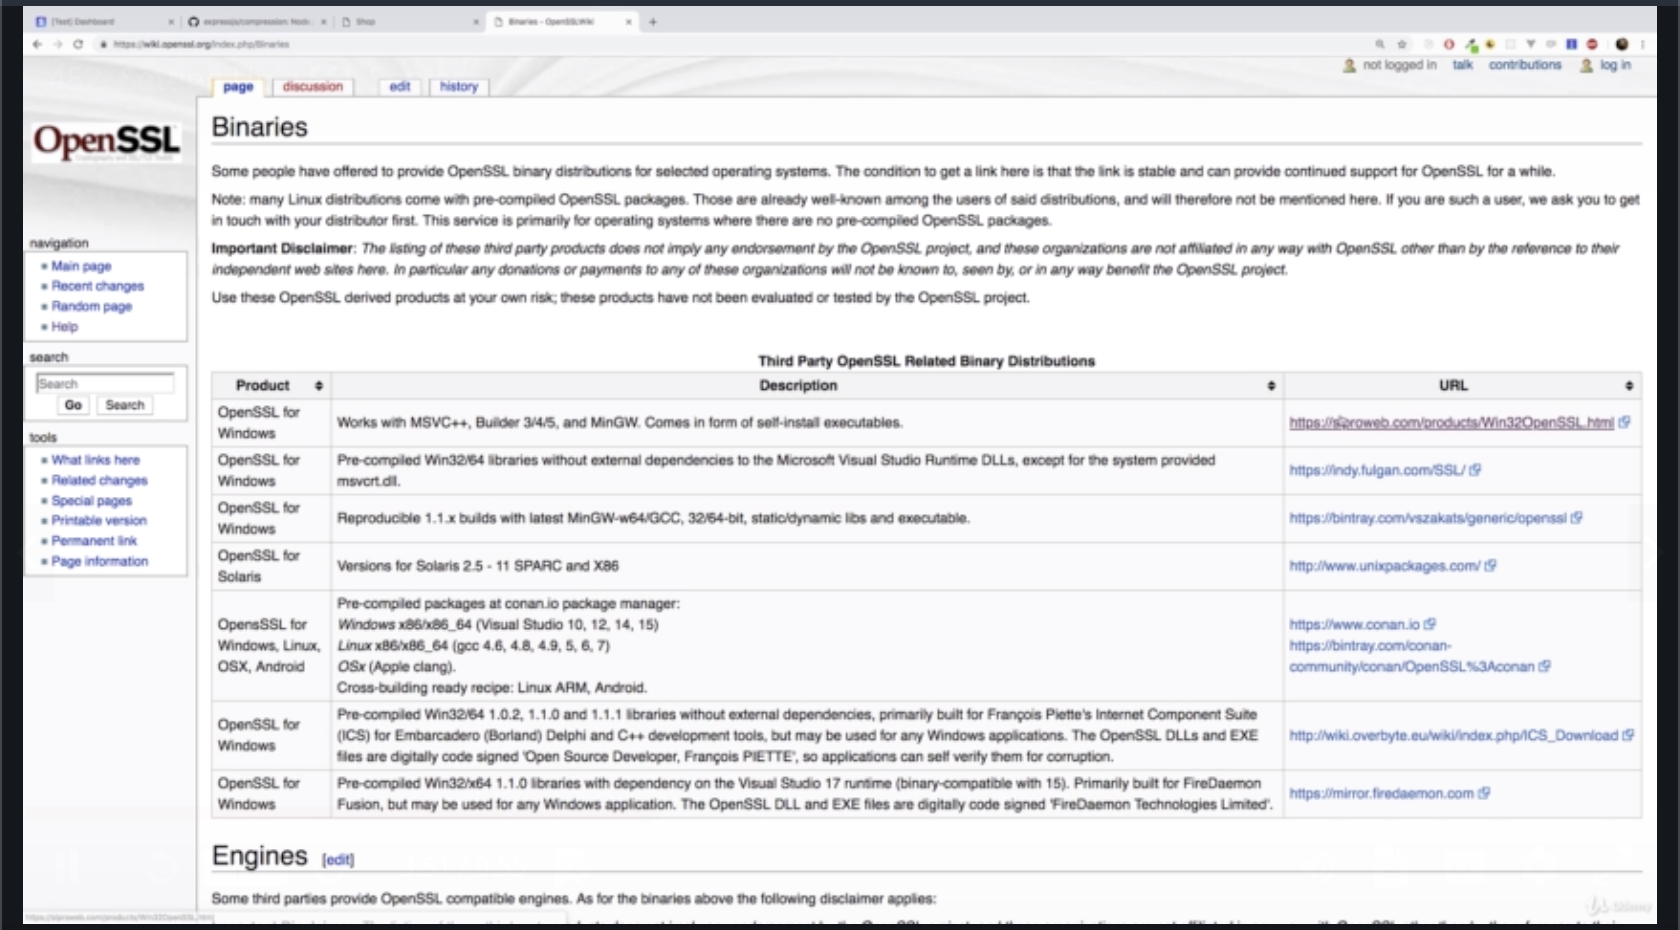 [Test] Dashboard
expressjs/compression: Node.
Shop
Binaries - OpenSSLWiki
https://wiki.openssl.org/index.php/Binaries
not logged in talk contributions log in
page discussion edit history
OpenSSL
Binaries
Some people have offered to provide OpenSSL binary distributions for selected operating systems. The condition to get a link here is that the link is stable and can provide continued support for OpenSSL for a while.
Note: many Linux distributions come with pre-compiled OpenSSL packages. Those are already well-known among the users of said distributions, and will therefore not be mentioned here. If you are such a user, we ask you to get
in touch with your distributor first. This service is primarily for operating systems where there are no pre-compiled OpenSSL packages.
Important Disclaimer: The listing of these third party products does not imply any endorsement by the OpenSSL project, and these organizations are not affiliated in any way with OpenSSL other than by the reference to their
independent web sites here. In particular any donations or payments to any of these organizations will not be known to, seen by, or in any way benefit the OpenSSL project.
Use these OpenSSL derived products at your own risk; these products have not been evaluated or tested by the OpenSSL project.
navigation
Main page
Recent changes
Random page
Help
search
Search
Go Search
tools
What links here
Related changes
Special pages
Printable version
Permanent link
Page information
Third Party OpenSSL Related Binary Distributions
Product Description URL
OpenSSL for
Windows
Works with MSVC++, Builder 3/4/5, and MinGW. Comes in form of self-install executables.
https://slproweb.com/products/Win32OpenSSL.html
OpenSSL for
Windows
Pre-compiled Win32/64 libraries without external dependencies to the Microsoft Visual Studio Runtime DLLs, except for the system provided
msvcrt.dll.
https://indy.fulgan.com/SSL/
OpenSSL for
Windows
Reproducible 1.1.x builds with latest MinGW-w64/GCC, 32/64-bit, static/dynamic libs and executable.
https://bintray.com/vszakats/generic/openssl
OpenSSL for
Solaris
Versions for Solaris 2.5 - 11 SPARC and X86
http://www.unixpackages.com/
OpensSSL for
Windows, Linux,
OSX, Android
Pre-compiled packages at conan.io package manager:
Windows x86/x86_64 (Visual Studio 10, 12, 14, 15)
Linux x86/x86_64 (gcc 4.6, 4.8, 4.9, 5, 6, 7)
OSx (Apple clang).
Cross-building ready recipe: Linux ARM, Android.
https://www.conan.io
https://bintray.com/conan-
community/conan/OpenSSL%3Aconan
OpenSSL for
Windows
Pre-compiled Win32/64 1.0.2, 1.1.0 and 1.1.1 libraries without external dependencies, primarily built for François Piette's Internet Component Suite
(ICS) for Embarcadero (Borland) Delphi and C++ development tools, but may be used for any Windows applications. The OpenSSL DLLs and EXE
files are digitally code signed 'Open Source Developer, François PIETTE', so applications can self verify them for corruption.
http://wiki.overbyte.eu/wiki/index.php/ICS_Download
OpenSSL for
Windows
Pre-compiled Win32/x64 1.1.0 libraries with dependency on the Visual Studio 17 runtime (binary-compatible with 15). Primarily built for FireDaemon
Fusion, but may be used for any Windows application. The OpenSSL DLL and EXE files are digitally code signed 'FireDaemon Technologies Limited'.
https://mirror.firedaemon.com
Engines [edit]
Some third parties provide OpenSSL compatible engines. As for the binaries above the following disclaimer applies:
https://slproweb.com/products/Win32OpenSSL.html
Udemy